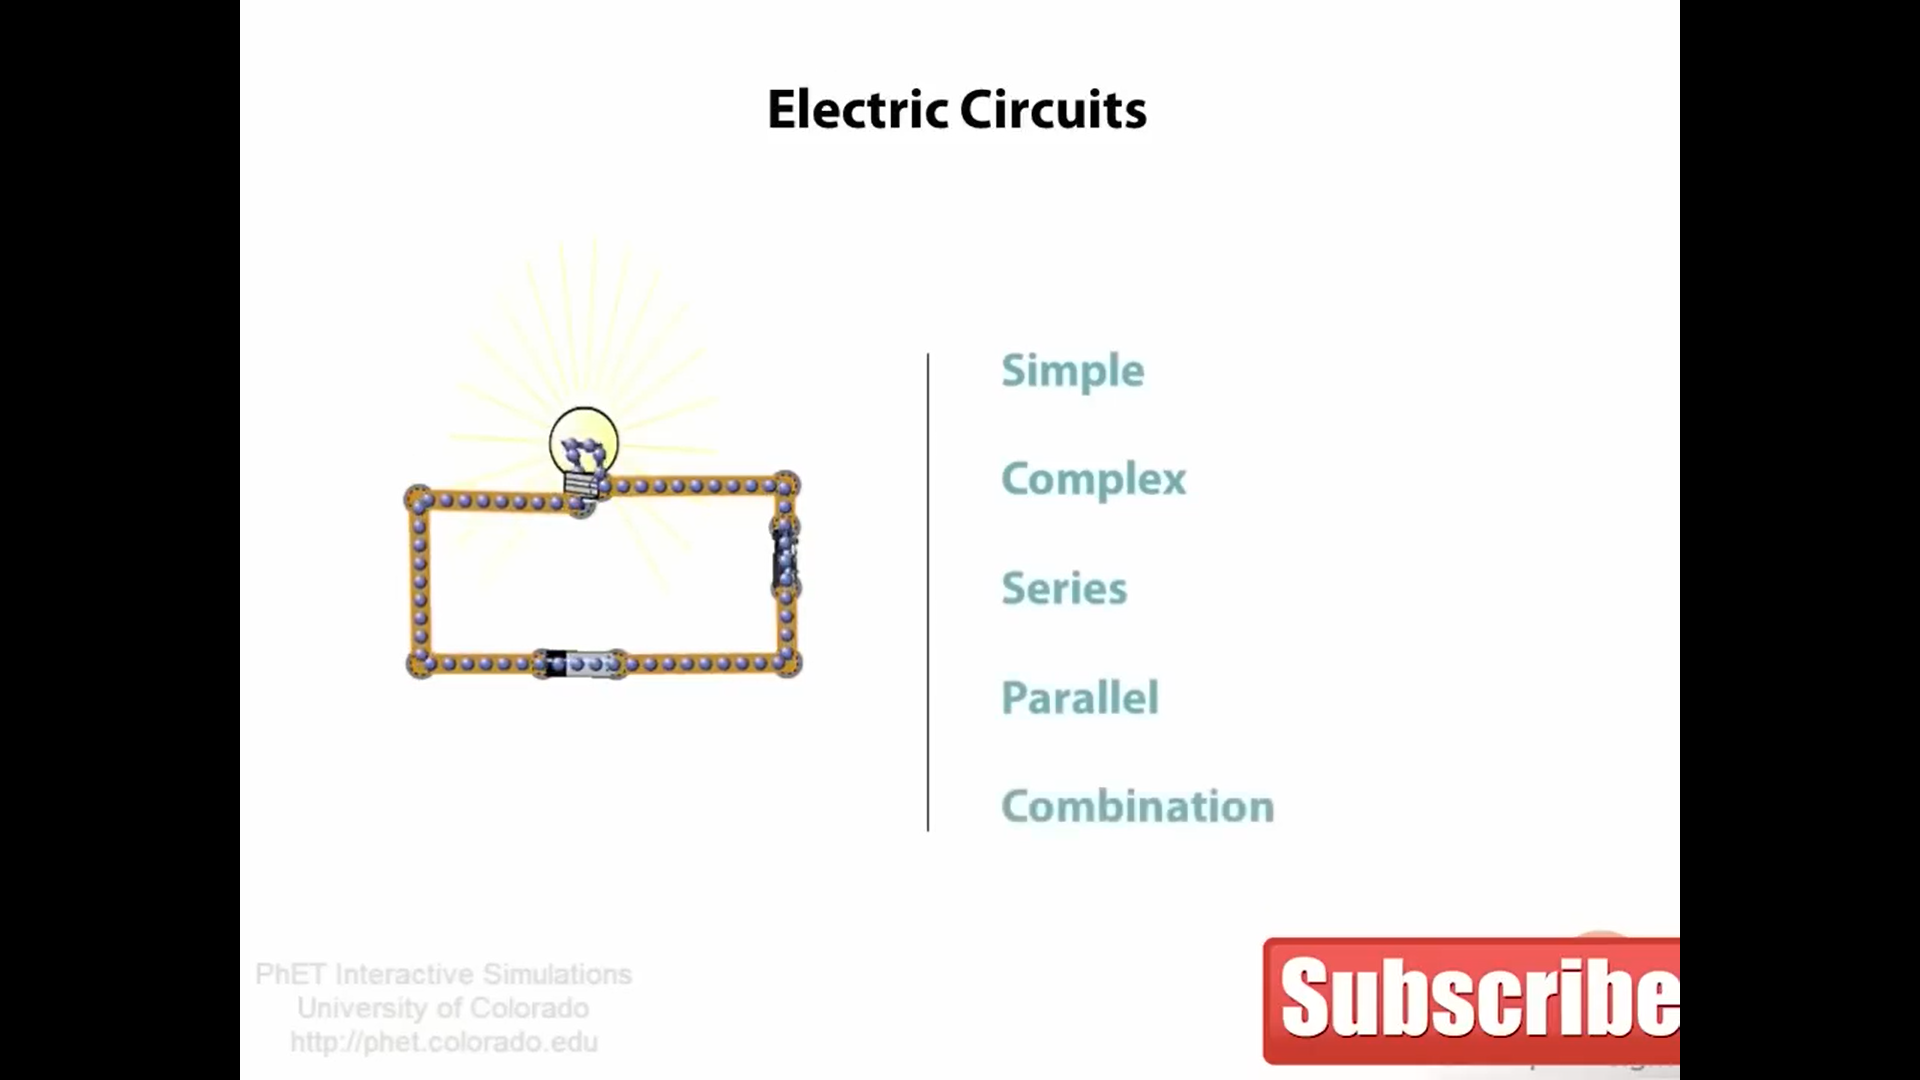 Electric Circuits
Simple
Complex
Series
Parallel
Combination
PhET Interactive Simulations
University of Colorado
http://phet.colorado.edu
Subscribe